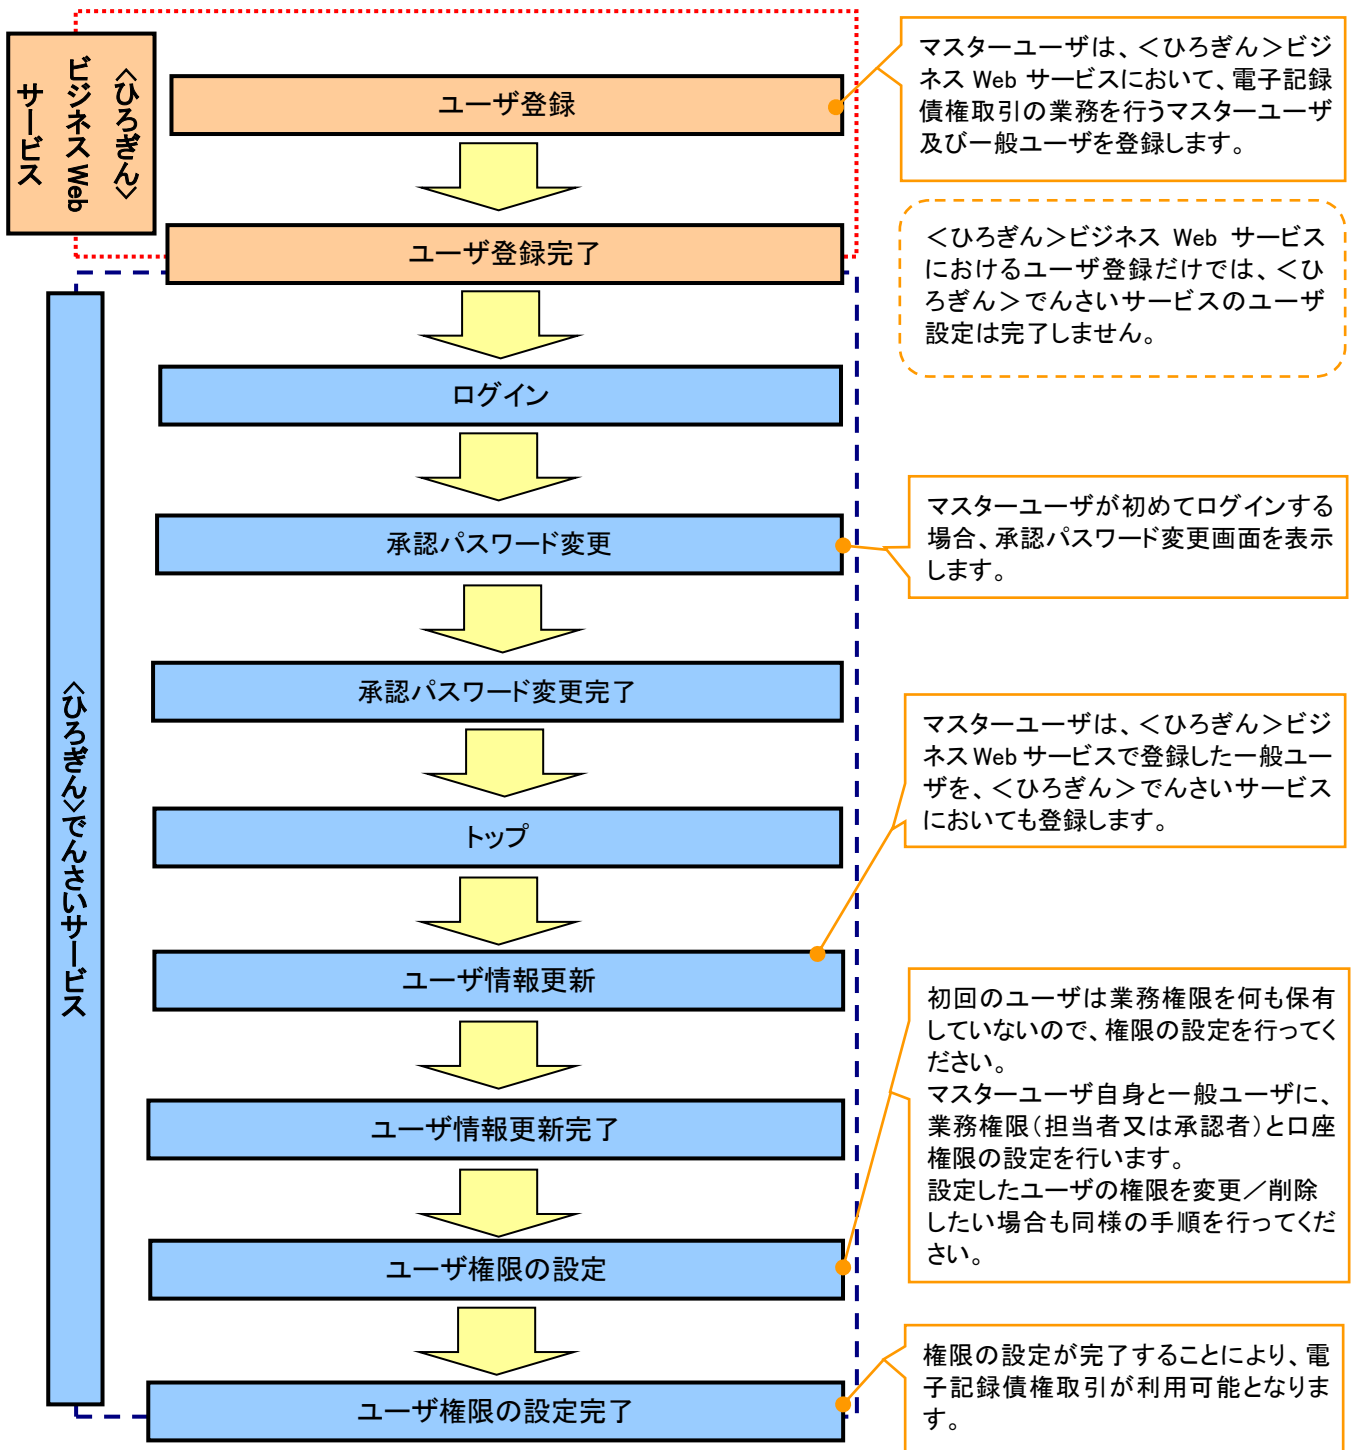 〈ひろぎん〉
ビジネス Web
サービス
ユーザ登録
マスターユーザは、＜ひろぎん＞ビジ
ネス Web サービスにおいて、電子記録
債権取引の業務を行うマスターユーザ
及び一般ユーザを登録します。
ユーザ登録完了
＜ひろぎん＞ビジネス Web サービス
におけるユーザ登録だけでは、＜ひ
ろぎん＞でんさいサービスのユーザ
設定は完了しません。
〈ひろぎん〉でんさいサービス
ログイン
承認パスワード変更
マスターユーザが初めてログインする
場合、承認パスワード変更画面を表示
します。
承認パスワード変更完了
トップ
マスターユーザは、＜ひろぎん＞ビジ
ネス Web サービスで登録した一般ユー
ザを、＜ひろぎん＞でんさいサービス
においても登録します。
ユーザ情報更新
ユーザ情報更新完了
ユーザ権限の設定
初回のユーザは業務権限を何も保有
していないので、権限の設定を行ってく
ださい。
マスターユーザ自身と一般ユーザに、
業務権限（担当者又は承認者）と口座
権限の設定を行います。
設定したユーザの権限を変更／削除
したい場合も同様の手順を行ってくだ
さい。
ユーザ権限の設定完了
権限の設定が完了することにより、電
子記録債権取引が利用可能となりま
す。